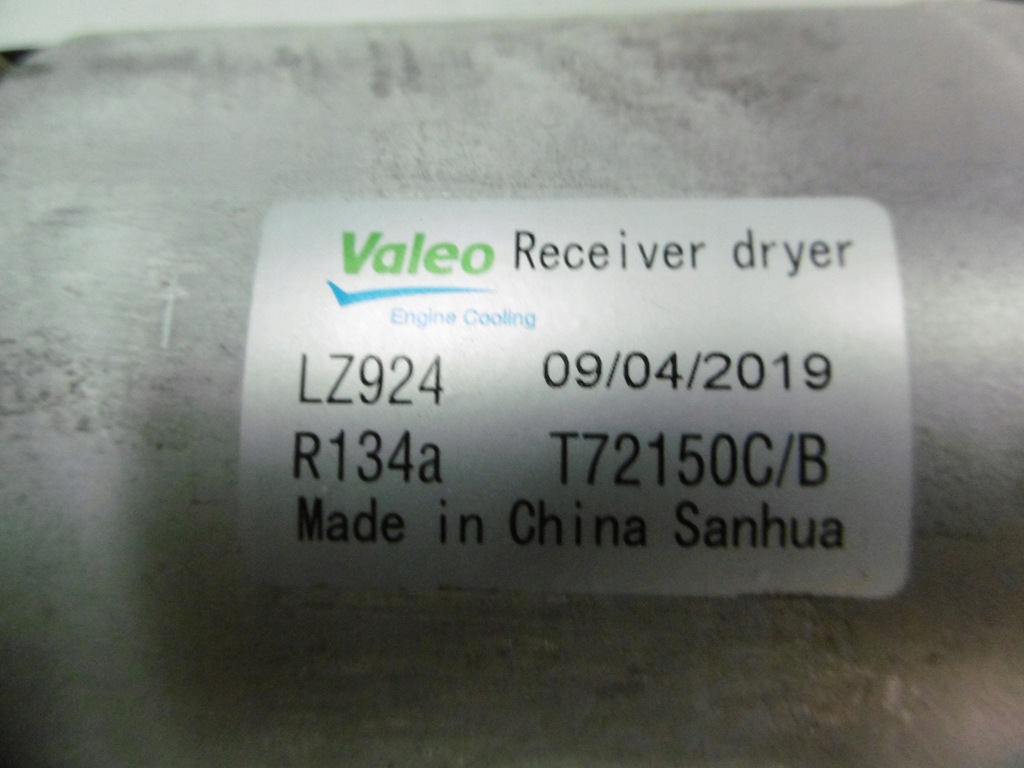 Valeo Receiver dryer
Engine Cooling
LZ924 09/04/2019
R134a T72150C/B
Made in China Sanhua